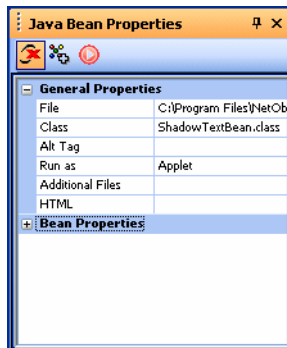 Java Bean Properties
General Properties
File C:\Program Files\NetOb
Class ShadowTextBean.class
Alt Tag
Run as Applet
Additional Files
HTML
Bean Properties